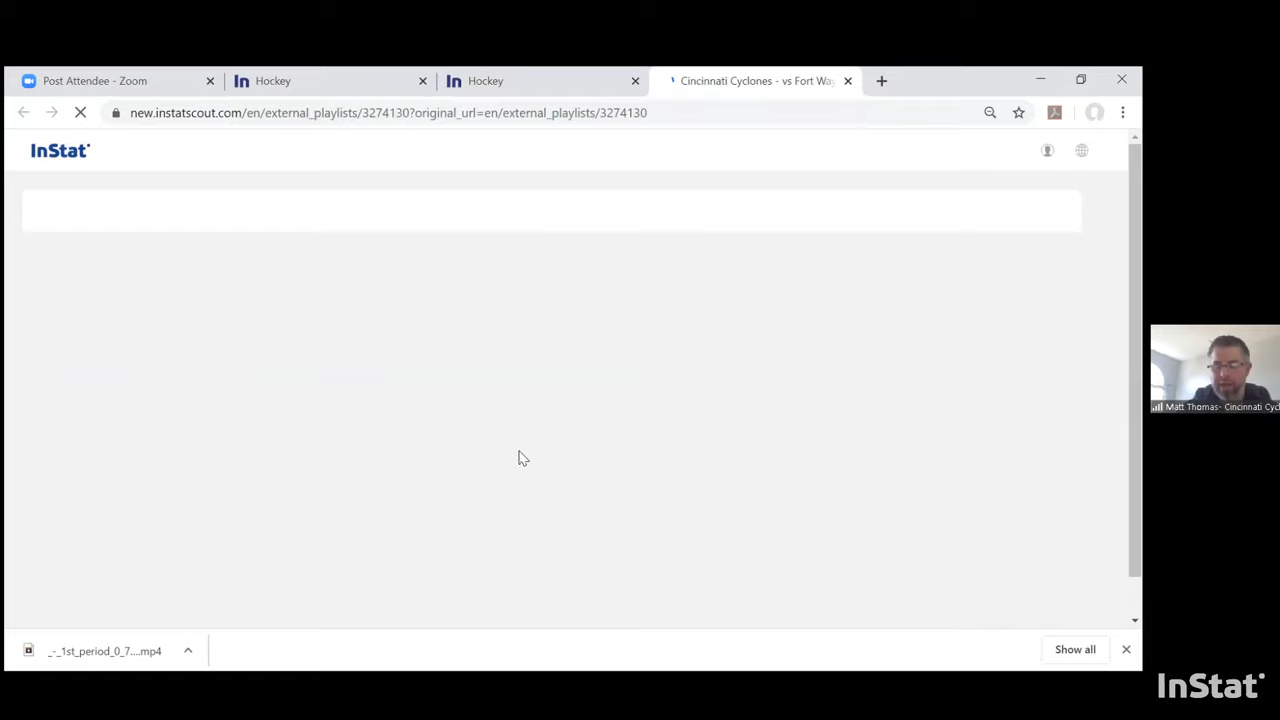 Post Attendee - Zoom
Hockey
Hockey
Cincinnati Cyclones - vs Fort Way
new.instatscout.com/en/external_playlists/3274130?original_url=en/external_playlists/3274130
InStat
Matt Thomas- Cincinnati Cycl
_-_1st_period_0_7....mp4
Show all
InStat